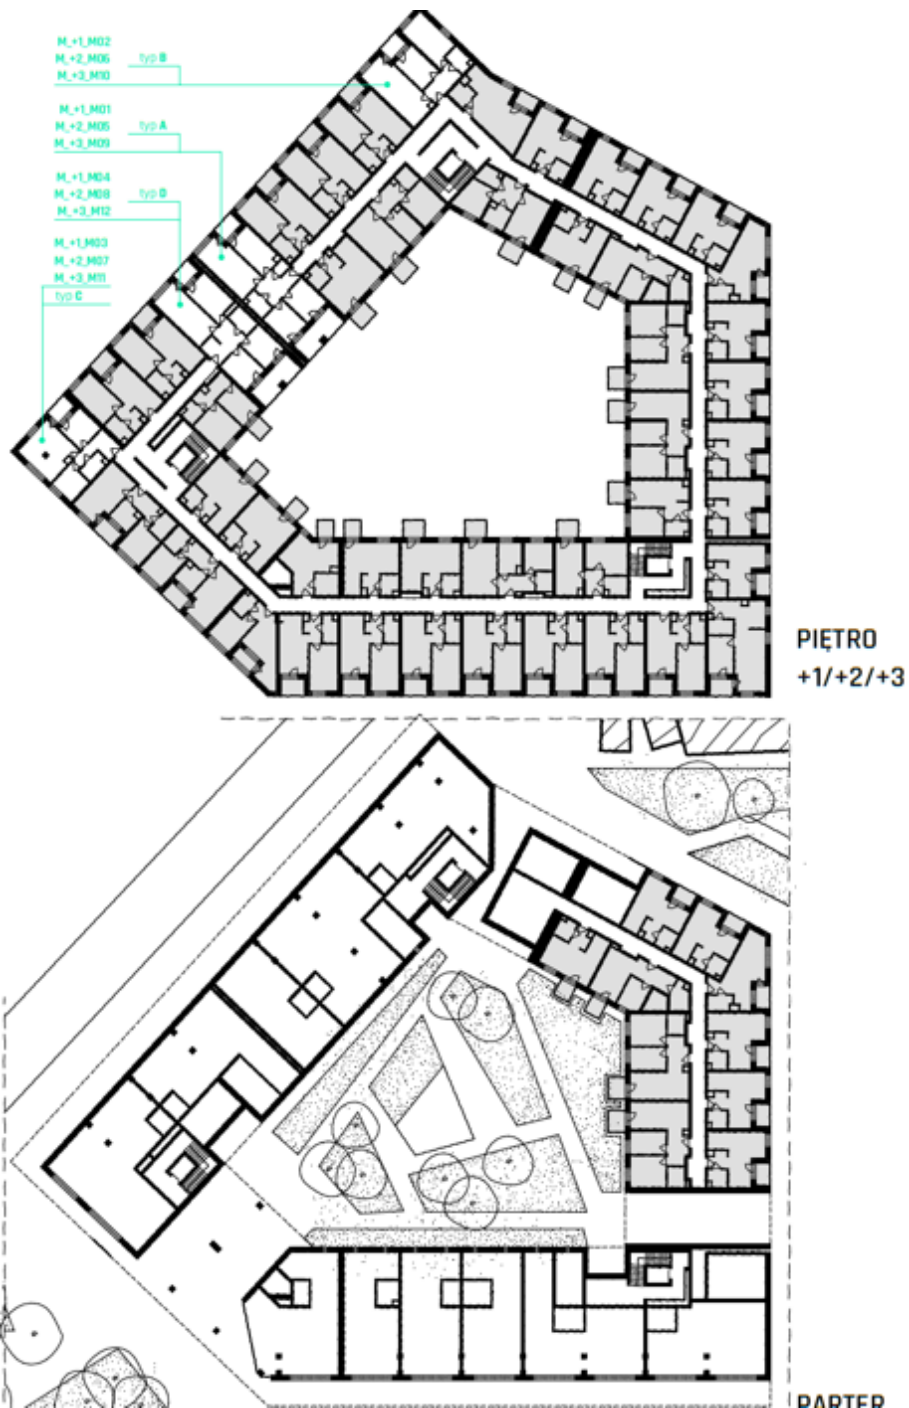 M_+1_M02
M_+2_M06 typ B
M_+3_M10
M_+1_M01
M_+2_M05 typ A
M_+3_M09
M_+1_M04
M_+2_M08 typ D
M_+3_M12
M_+1_M03
M_+2_M07
M_+3_M11
typ C
PIĘTRO
+1/+2/+3
PARTER